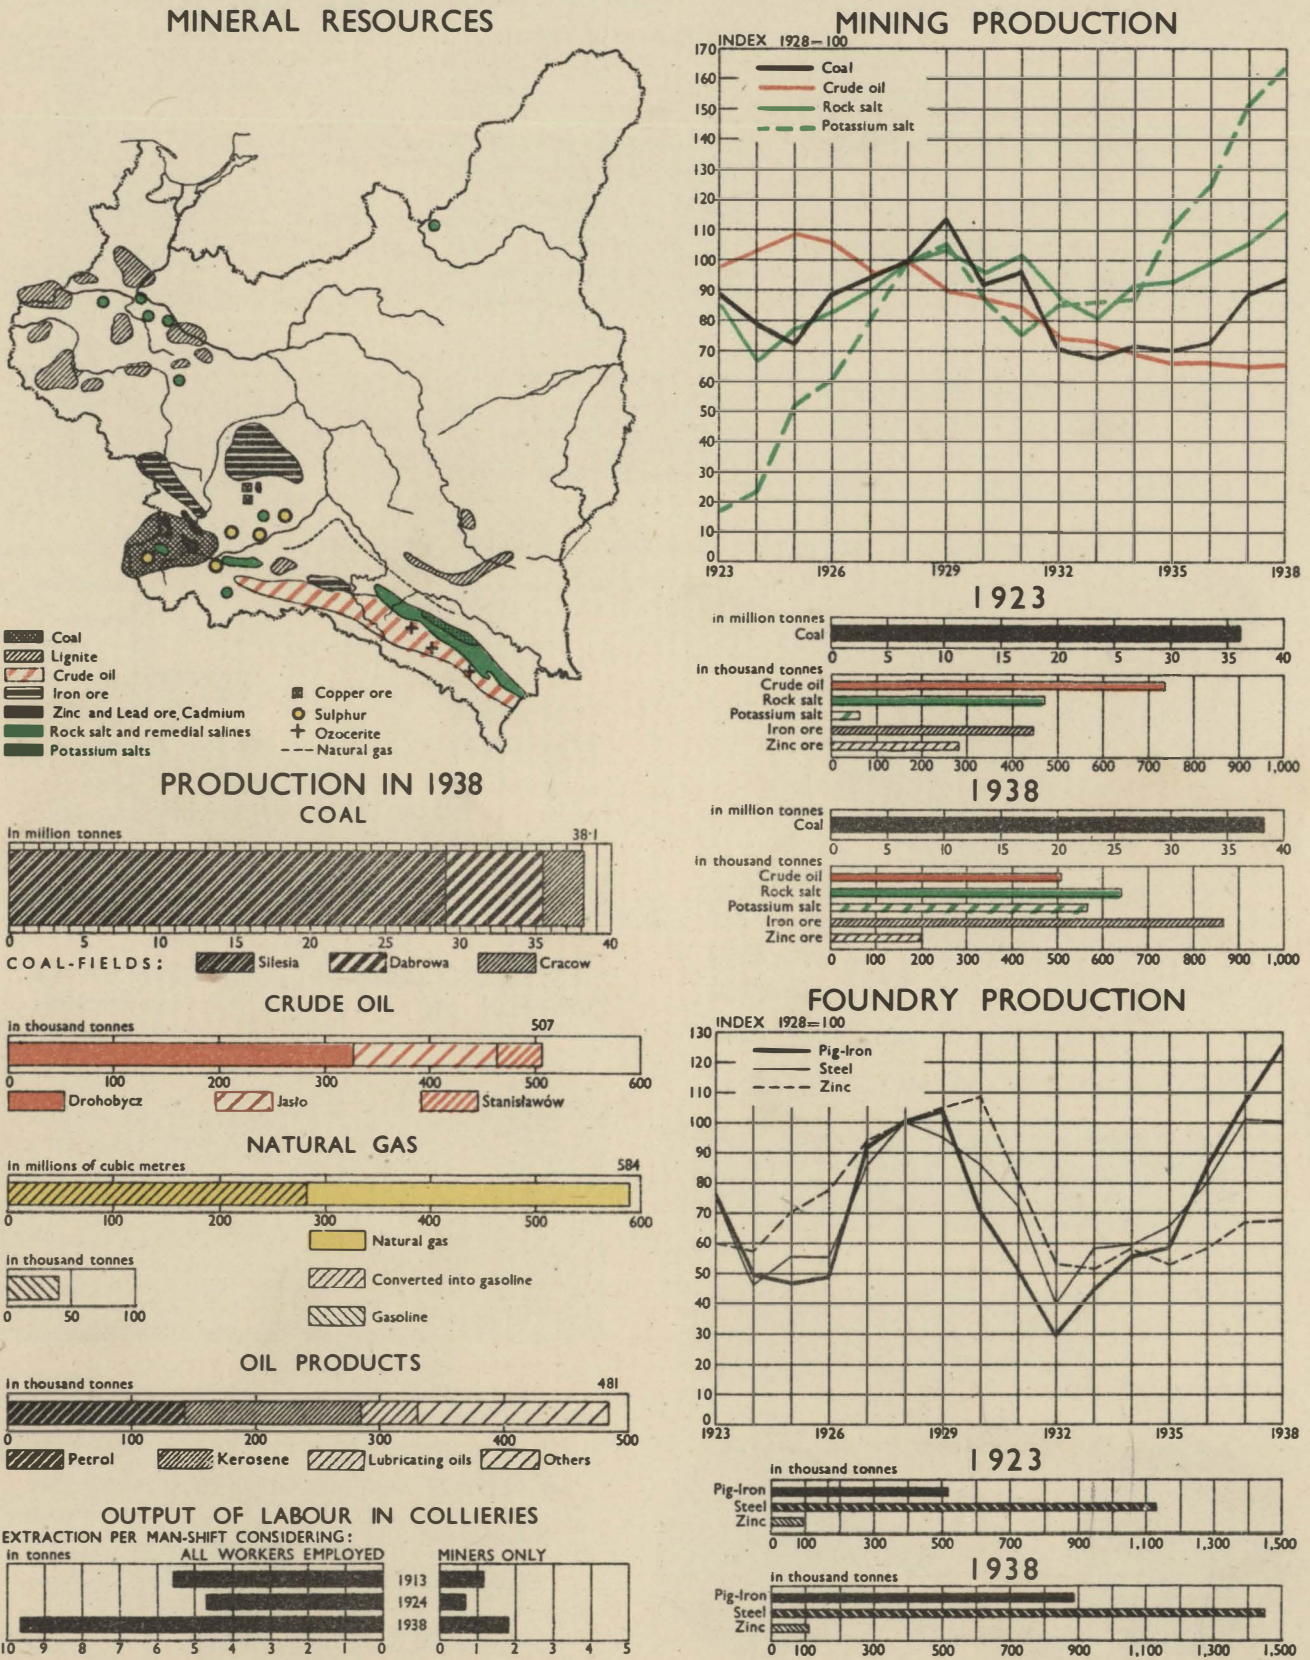 MINERAL RESOURCES
Coal
Lignite
Crude oil
Iron ore
Zinc and Lead ore, Cadmium
Rock salt and remedial salines
Potassium salts
Copper ore
Sulphur
Ozocerite
Natural gas
PRODUCTION IN 1938
COAL
In million tonnes 38·1
0 5 10 15 20 25 30 35 40
COAL-FIELDS: Silesia Dabrowa Cracow
CRUDE OIL
In thousand tonnes 507
0 100 200 300 400 500 600
Drohobycz Jasło Stanisławów
NATURAL GAS
In millions of cubic metres 584
0 100 200 300 400 500 600
Natural gas
In thousand tonnes
Converted into gasoline
0 50 100
Gasoline
OIL PRODUCTS
In thousand tonnes 481
0 100 200 300 400 500
Petrol Kerosene Lubricating oils Others
OUTPUT OF LABOUR IN COLLIERIES
EXTRACTION PER MAN-SHIFT CONSIDERING:
in tonnes ALL WORKERS EMPLOYED MINERS ONLY
1913
1924
1938
10 9 8 7 6 5 4 3 2 1 0 0 1 2 3 4 5
MINING PRODUCTION
INDEX 1928=100
170
160
150
140
130
120
110
100
90
80
70
60
50
40
30
20
10
0
Coal
Crude oil
Rock salt
Potassium salt
1923 1926 1929 1932 1935 1938
1923
in million tonnes
Coal
0 5 10 15 20 5 30 35 40
in thousand tonnes
Crude oil
Rock salt
Potassium salt
Iron ore
Zinc ore
0 100 200 300 400 500 600 700 800 900 1,000
1938
in million tonnes
Coal
0 5 10 15 20 25 30 35 40
in thousand tonnes
Crude oil
Rock salt
Potassium salt
Iron ore
Zinc ore
0 100 200 300 400 500 600 700 800 900 1,000
FOUNDRY PRODUCTION
INDEX 1928=100
130
120
110
100
90
80
70
60
50
40
30
20
10
0
Pig-Iron
Steel
Zinc
1923 1926 1929 1932 1935 1938
1923
in thousand tonnes
Pig-Iron
Steel
Zinc
0 100 300 500 700 900 1,100 1,300 1,500
1938
in thousand tonnes
Pig-Iron
Steel
Zinc
0 100 300 500 700 900 1,100 1,300 1,500